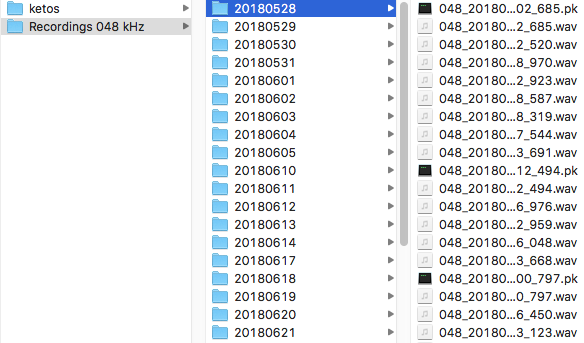 ketos
Recordings 048 kHz
20180528
20180529
20180530
20180531
20180601
20180602
20180603
20180604
20180605
20180610
20180611
20180612
20180613
20180614
20180617
20180618
20180619
20180620
20180621
048_20180...02_685.pk
048_20180...2_685.wav
048_20180...2_520.wav
048_20180...8_970.wav
048_20180...2_923.wav
048_20180...8_587.wav
048_20180...8_319.wav
048_20180...7_544.wav
048_20180...3_691.wav
048_20180...12_494.pk
048_20180...2_494.wav
048_20180...6_976.wav
048_20180...2_959.wav
048_20180...6_048.wav
048_20180...3_668.wav
048_20180...00_797.pk
048_20180...0_797.wav
048_20180...6_450.wav
048_20180...3_123.wav